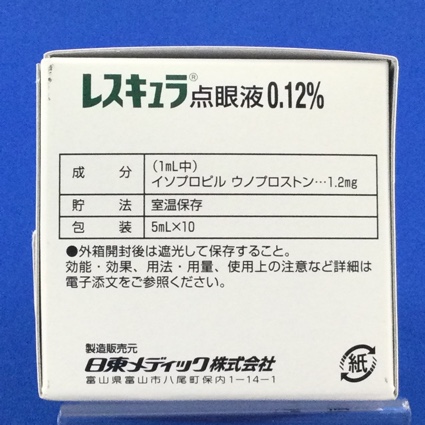 レスキュラ®点眼液0.12%
成分 (1mL中)
イソプロピル ウノプロストン…1.2mg
貯法 室温保存
包装 5mL×10
●外箱開封後は遮光して保存すること。
効能・効果、用法・用量、使用上の注意など詳細は
電子添文をご参照ください。
製造販売元
日東メディック株式会社
富山県富山市八尾町保内1-14-1
紙